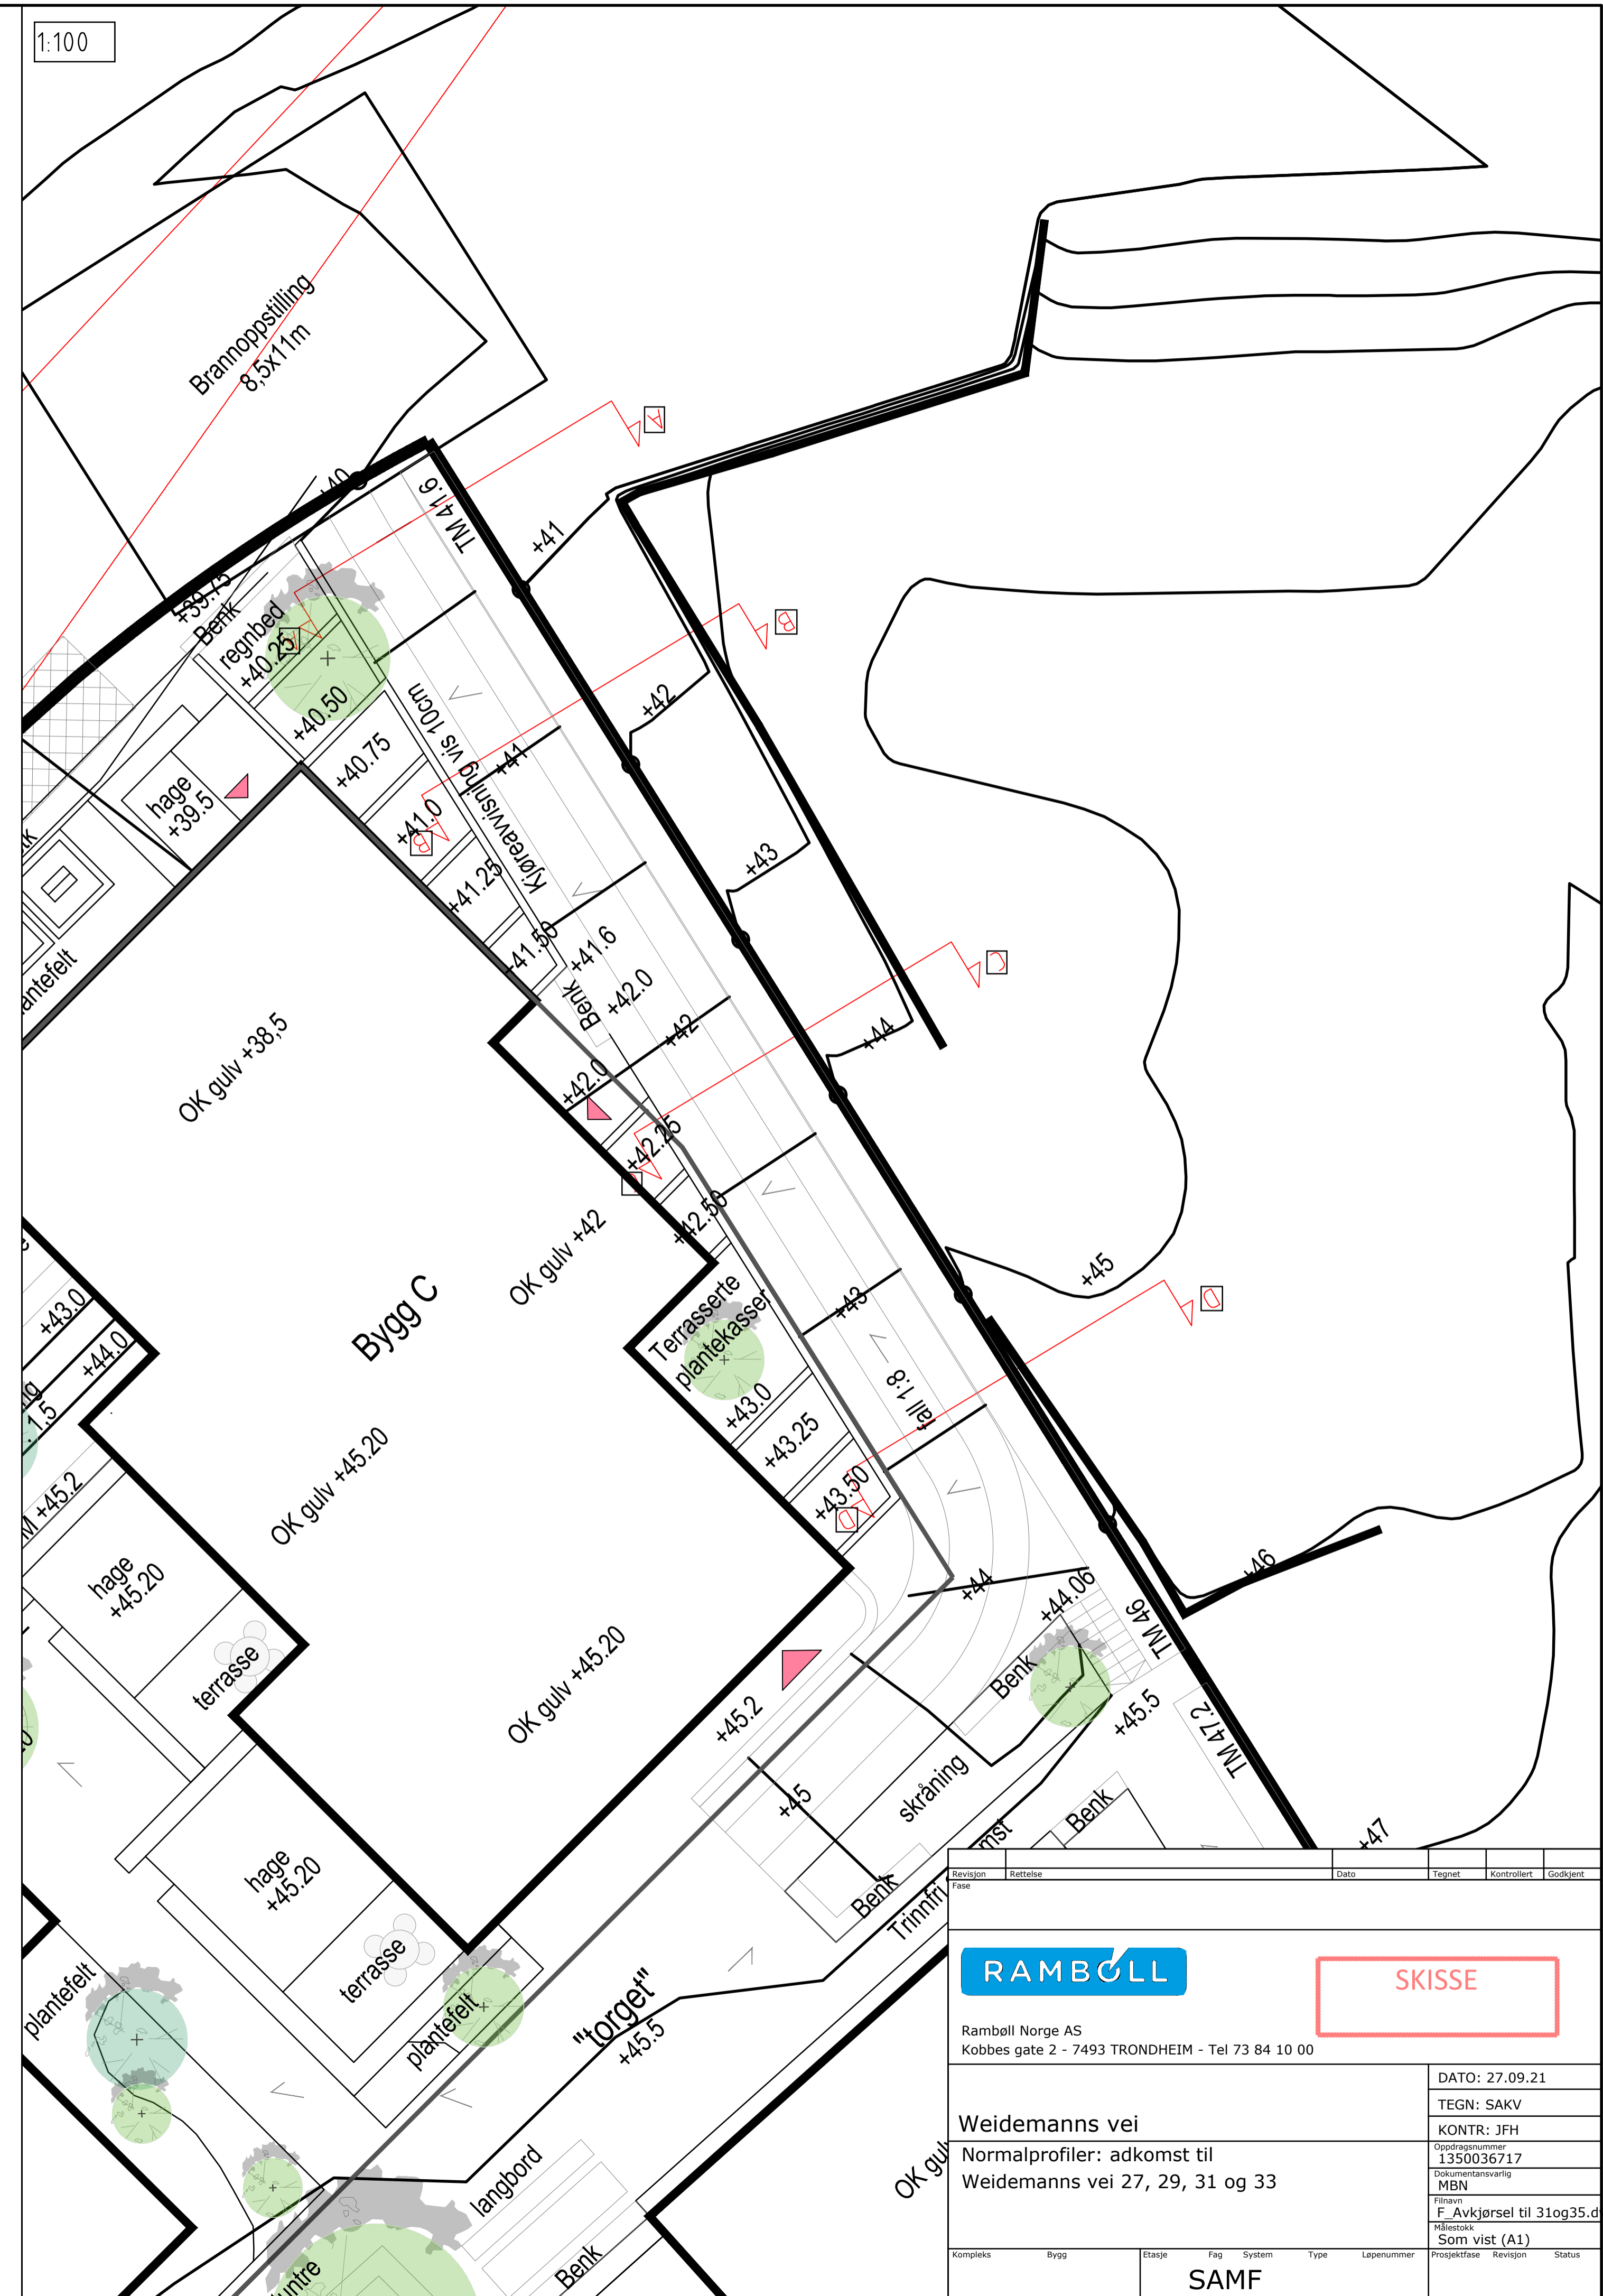 1:100
Brannoppstilling
8,5x11m
A
TM 41.6
+41
+39.75
Benk
regnbed
+40.25
A
+40.50
B
+42
+40.75
Kjøreavvisning vis 10cm
+41
hage
+39.5
+41.0
B
+41.25
+43
+41.50
+41.6
Benk
+42.0
C
+44
+42
OK gulv +38,5
+42.0
+42.25
+42.50
OK gulv +42
+45
D
+43.0
+44.0
Bygg C
Terrasserte
plantekasser
+43
fall 1:8
+43.0
+43.25
+43.50
D
1,5
OK gulv +45.20
+46
+44
+44.06
TM 46
hage
+45.20
terrasse
OK gulv +45.20
+45.2
Benk
+45.5
TM 47.2
skråning
+45
Benk
+47
hage
+45.20
Benk
terrasse
plantefelt
plantefelt
"torget"
+45.5
langbord
Benk
Revisjon Rettelse Dato Tegnet Kontrollert Godkjent
Fase
RAMBOLL
SKISSE
Rambøll Norge AS
Kobbes gate 2 - 7493 TRONDHEIM - Tel 73 84 10 00
DATO: 27.09.21
TEGN: SAKV
Weidemanns vei
KONTR: JFH
Normalprofiler: adkomst til
Weidemanns vei 27, 29, 31 og 33
Oppdragsnummer
1350036717
Dokumentansvarlig
MBN
Filnavn
F_Avkjørsel til 31og35.d
Målestokk
Som vist (A1)
Kompleks Bygg Etasje Fag System Type Løpenummer Prosjektfase Revisjon Status
SAMF